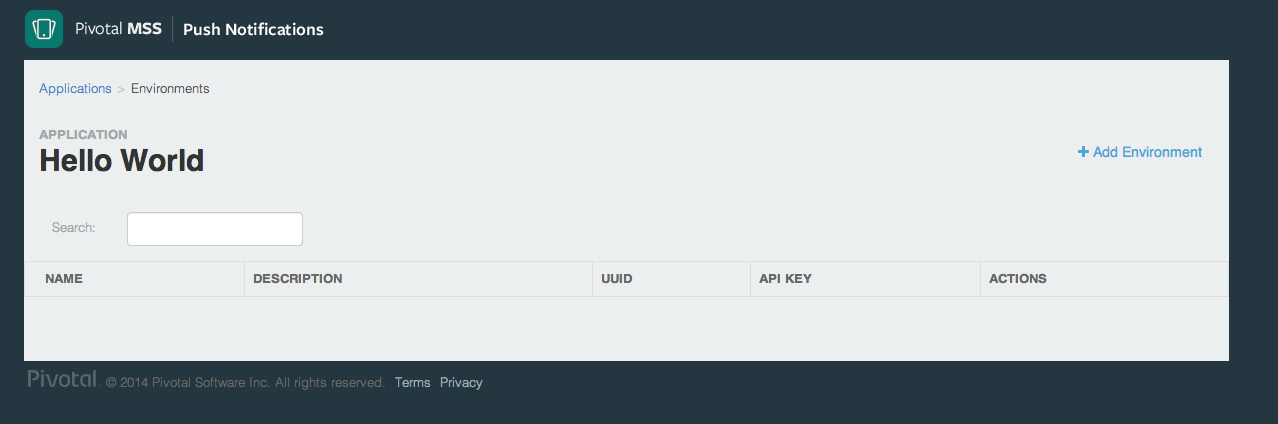 Pivotal MSS Push Notifications
Applications > Environments
APPLICATION
Hello World
+ Add Environment
Search:
NAME DESCRIPTION UUID API KEY ACTIONS
Pivotal © 2014 Pivotal Software Inc. All rights reserved. Terms Privacy